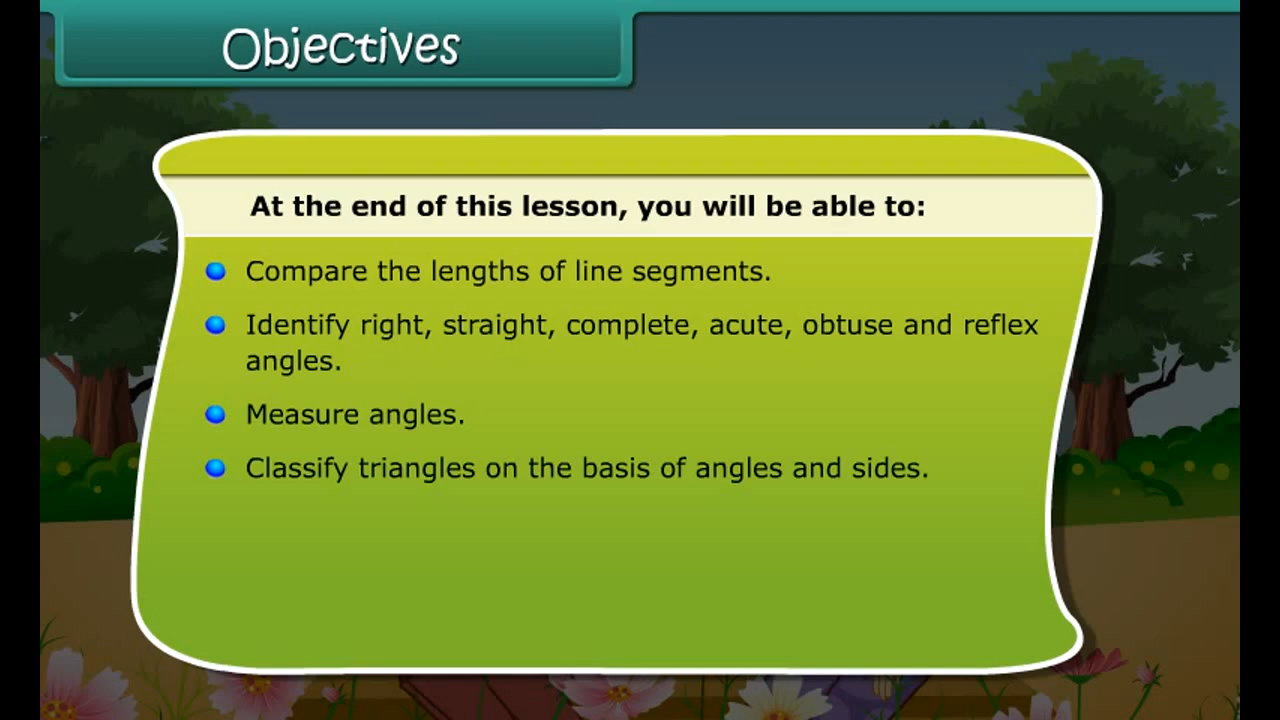 Objectives
At the end of this lesson, you will be able to:
Compare the lengths of line segments.
Identify right, straight, complete, acute, obtuse and reflex
angles.
Measure angles.
Classify triangles on the basis of angles and sides.